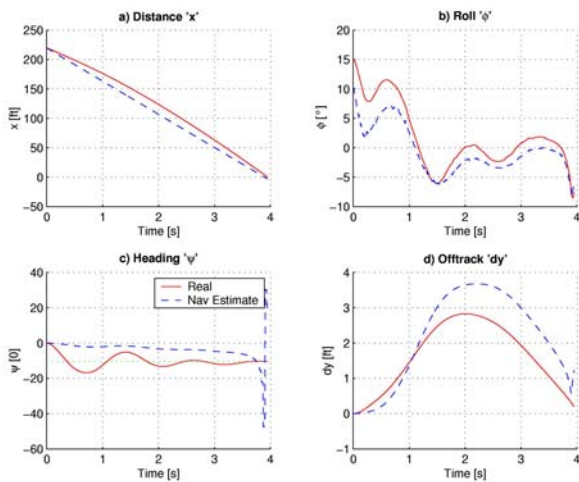 a) Distance 'x'
250
200
150
100
50
0
−50
x [ft]
0 1 2 3 4
Time [s]
b) Roll 'ϕ'
20
15
10
5
0
−5
−10
ϕ [°]
0 1 2 3 4
Time [s]
c) Heading 'ψ'
40
20
0
−20
−40
−60
ψ [0]
Real
Nav Estimate
0 1 2 3 4
Time [s]
d) Offtrack 'dy'
4
3
2
1
0
−1
dy [ft]
0 1 2 3 4
Time [s]